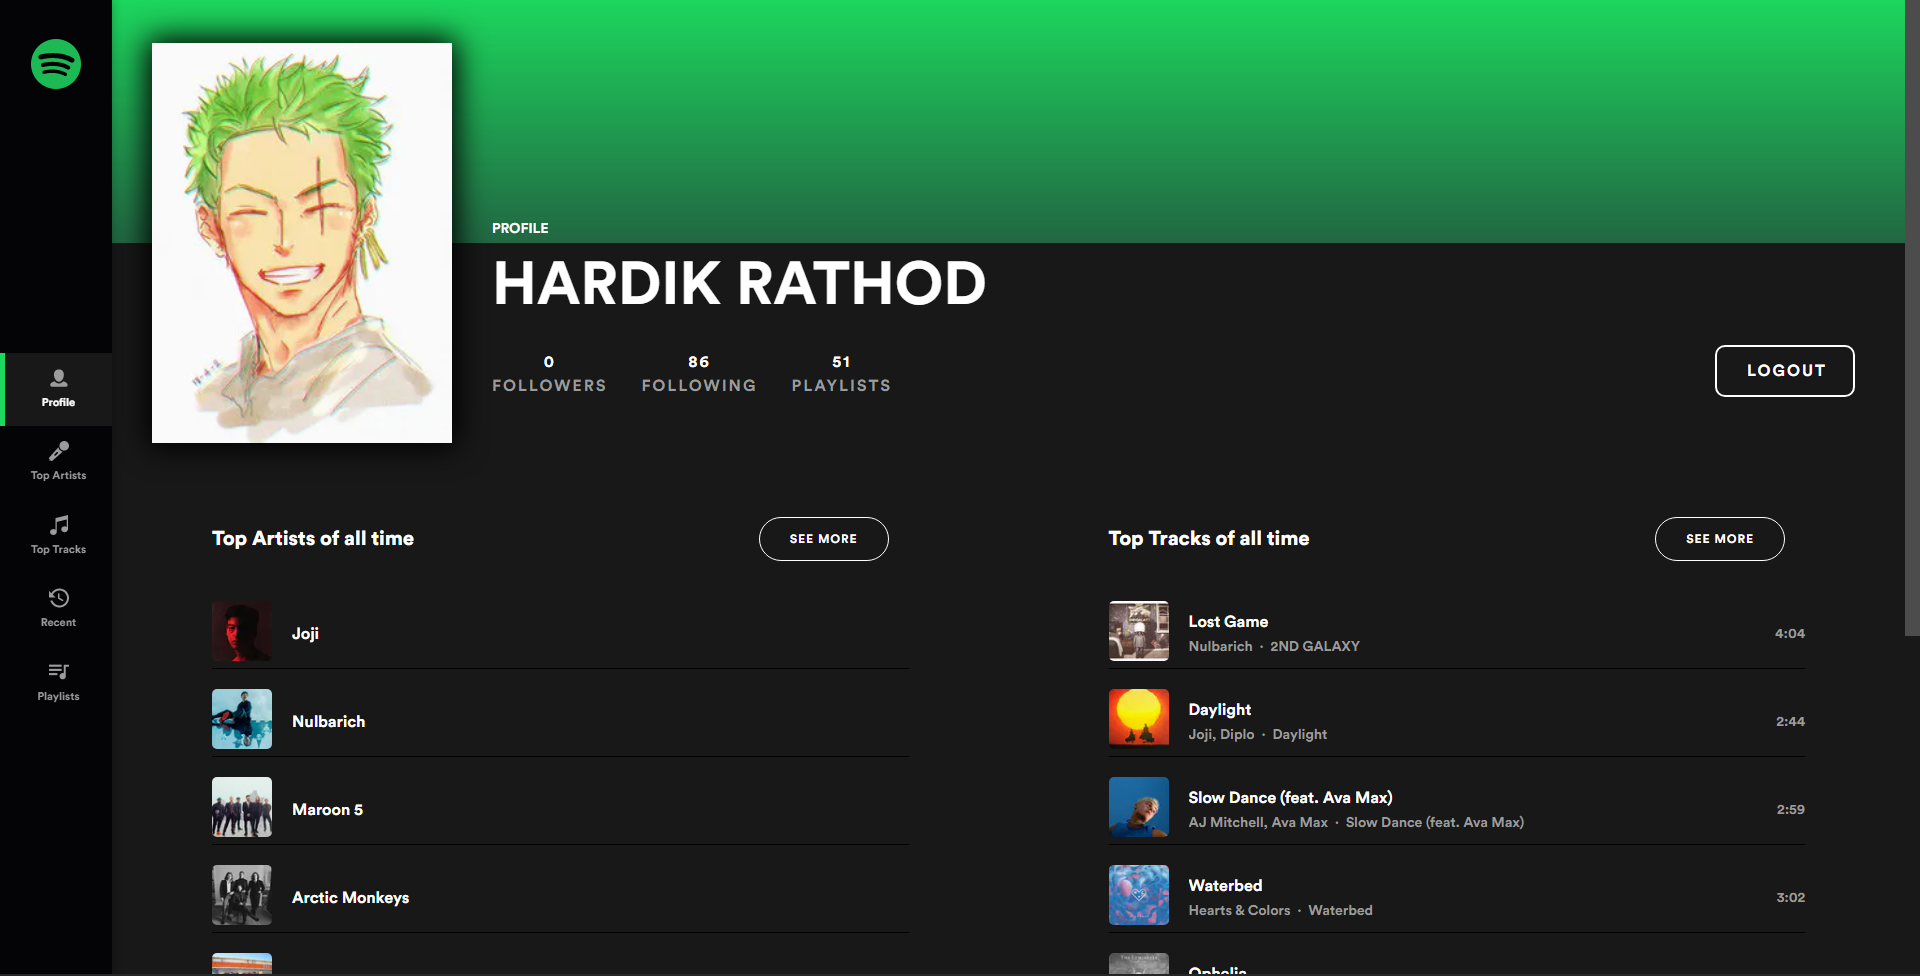 PROFILE
HARDIK RATHOD
0
FOLLOWERS
86
FOLLOWING
51
PLAYLISTS
LOGOUT
Profile
Top Artists
Top Tracks
Recent
Playlists
Top Artists of all time
SEE MORE
Joji
Nulbarich
Maroon 5
Arctic Monkeys
Top Tracks of all time
SEE MORE
Lost Game
Nulbarich · 2ND GALAXY
4:04
Daylight
Joji, Diplo · Daylight
2:44
Slow Dance (feat. Ava Max)
AJ Mitchell, Ava Max · Slow Dance (feat. Ava Max)
2:59
Waterbed
Hearts & Colors · Waterbed
3:02
Ophelia